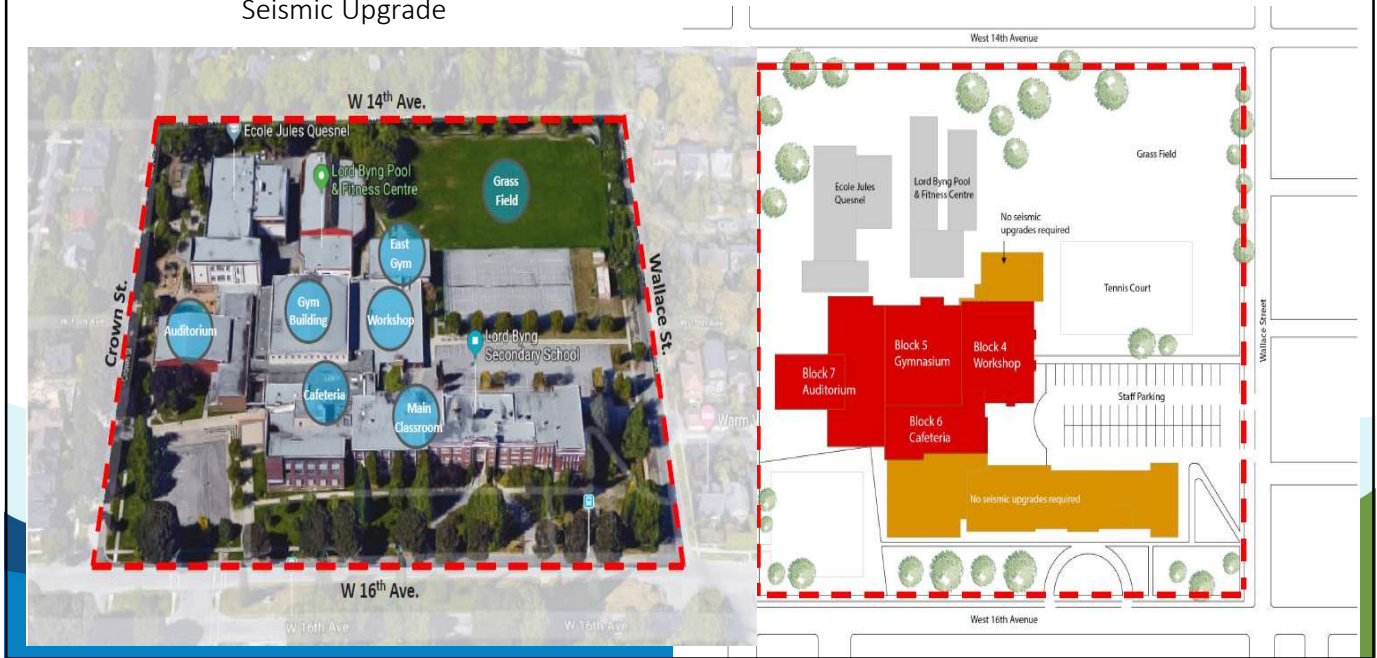 Seismic Upgrade
W 14th Ave.
Ecole Jules Quesnel
Lord Byng Pool
& Fitness Centre
Grass
Field
East
Gym
Gym
Building
Workshop
Auditorium
Crown St.
Wallace St.
Lord Byng
Secondary School
Cafeteria
Main
Classroom
Warm
W 16th Ave.
W 16th Ave
W 16th Ave
West 14th Avenue
Grass Field
Ecole Jules
Quesnel
Lord Byng Pool
& Fitness Centre
No seismic
upgrades required
Tennis Court
Wallace Street
Block 5
Gymnasium
Block 4
Workshop
Block 7
Auditorium
Staff Parking
Block 6
Cafeteria
No seismic upgrades required
West 16th Avenue